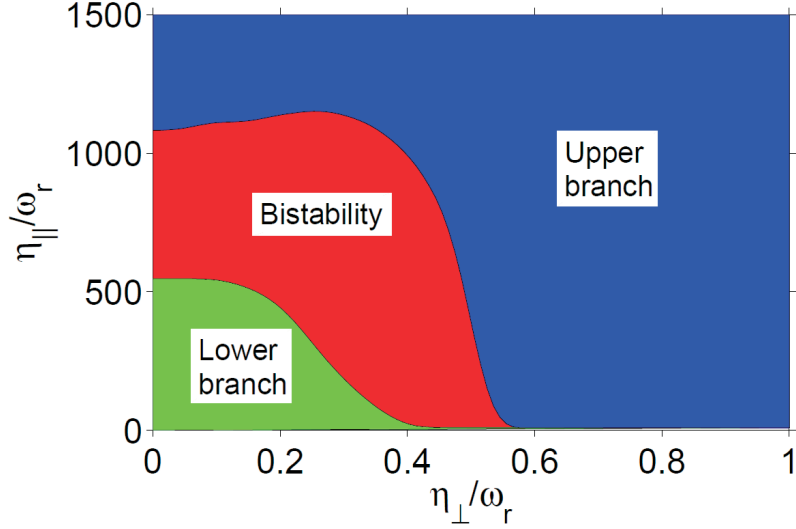 1500
1000
500
0
η∥/ωr
Upper
branch
Bistability
Lower
branch
0 0.2 0.4 0.6 0.8 1
η⊥/ωr